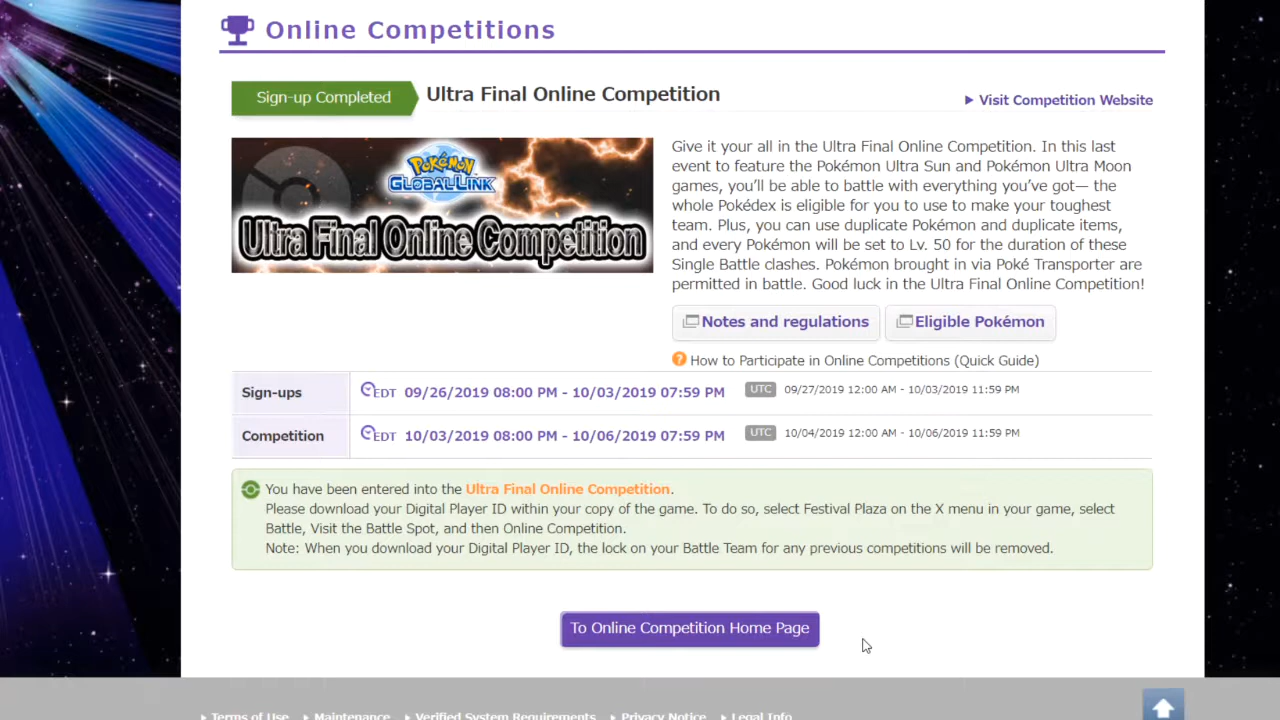 Online Competitions
Sign-up Completed
Ultra Final Online Competition
Visit Competition Website
POKéMON
GLOBAL LINK
Ultra Final Online Competition
Give it your all in the Ultra Final Online Competition. In this last
event to feature the Pokémon Ultra Sun and Pokémon Ultra Moon
games, you’ll be able to battle with everything you’ve got— the
whole Pokédex is eligible for you to use to make your toughest
team. Plus, you can use duplicate Pokémon and duplicate items,
and every Pokémon will be set to Lv. 50 for the duration of these
Single Battle clashes. Pokémon brought in via Poké Transporter are
permitted in battle. Good luck in the Ultra Final Online Competition!
Notes and regulations
Eligible Pokémon
? How to Participate in Online Competitions (Quick Guide)
Sign-ups EDT 09/26/2019 08:00 PM - 10/03/2019 07:59 PM UTC 09/27/2019 12:00 AM - 10/03/2019 11:59 PM
Competition EDT 10/03/2019 08:00 PM - 10/06/2019 07:59 PM UTC 10/04/2019 12:00 AM - 10/06/2019 11:59 PM
You have been entered into the Ultra Final Online Competition.
Please download your Digital Player ID within your copy of the game. To do so, select Festival Plaza on the X menu in your game, select
Battle, Visit the Battle Spot, and then Online Competition.
Note: When you download your Digital Player ID, the lock on your Battle Team for any previous competitions will be removed.
To Online Competition Home Page
Terms of Use Maintenance Verified System Requirements Privacy Notice Legal Info